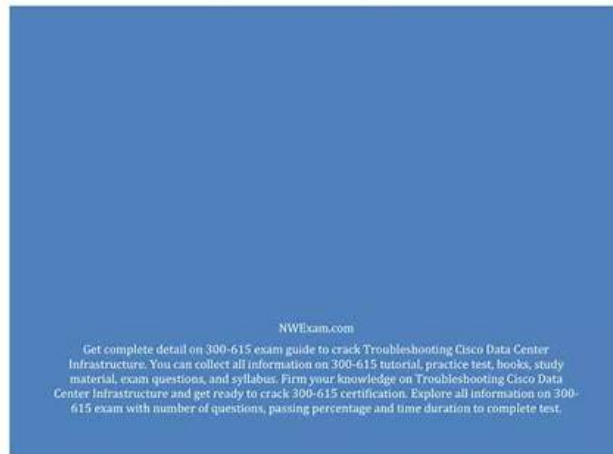 NWExam.com
Get complete detail on 300-615 exam guide to crack Troubleshooting Cisco Data Center
Infrastructure. You can collect all information on 300-615 tutorial, practice test, books, study
material, exam questions, and syllabus. Firm your knowledge on Troubleshooting Cisco Data
Center Infrastructure and get ready to crack 300-615 certification. Explore all information on 300-
615 exam with number of questions, passing percentage and time duration to complete test.